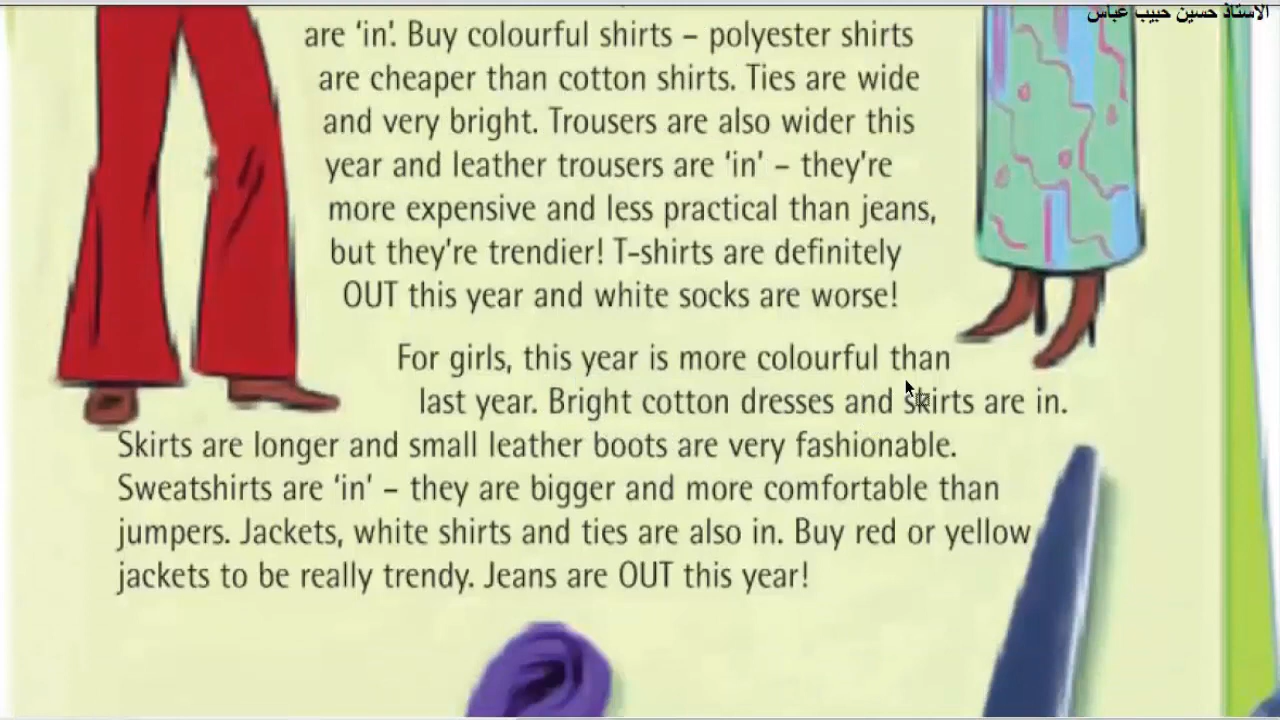 الاستاذ حسين حبيب عباس
are ‘in’. Buy colourful shirts – polyester shirts
are cheaper than cotton shirts. Ties are wide
and very bright. Trousers are also wider this
year and leather trousers are ‘in’ – they’re
more expensive and less practical than jeans,
but they’re trendier! T-shirts are definitely
OUT this year and white socks are worse!
For girls, this year is more colourful than
last year. Bright cotton dresses and skirts are in.
Skirts are longer and small leather boots are very fashionable.
Sweatshirts are ‘in’ – they are bigger and more comfortable than
jumpers. Jackets, white shirts and ties are also in. Buy red or yellow
jackets to be really trendy. Jeans are OUT this year!